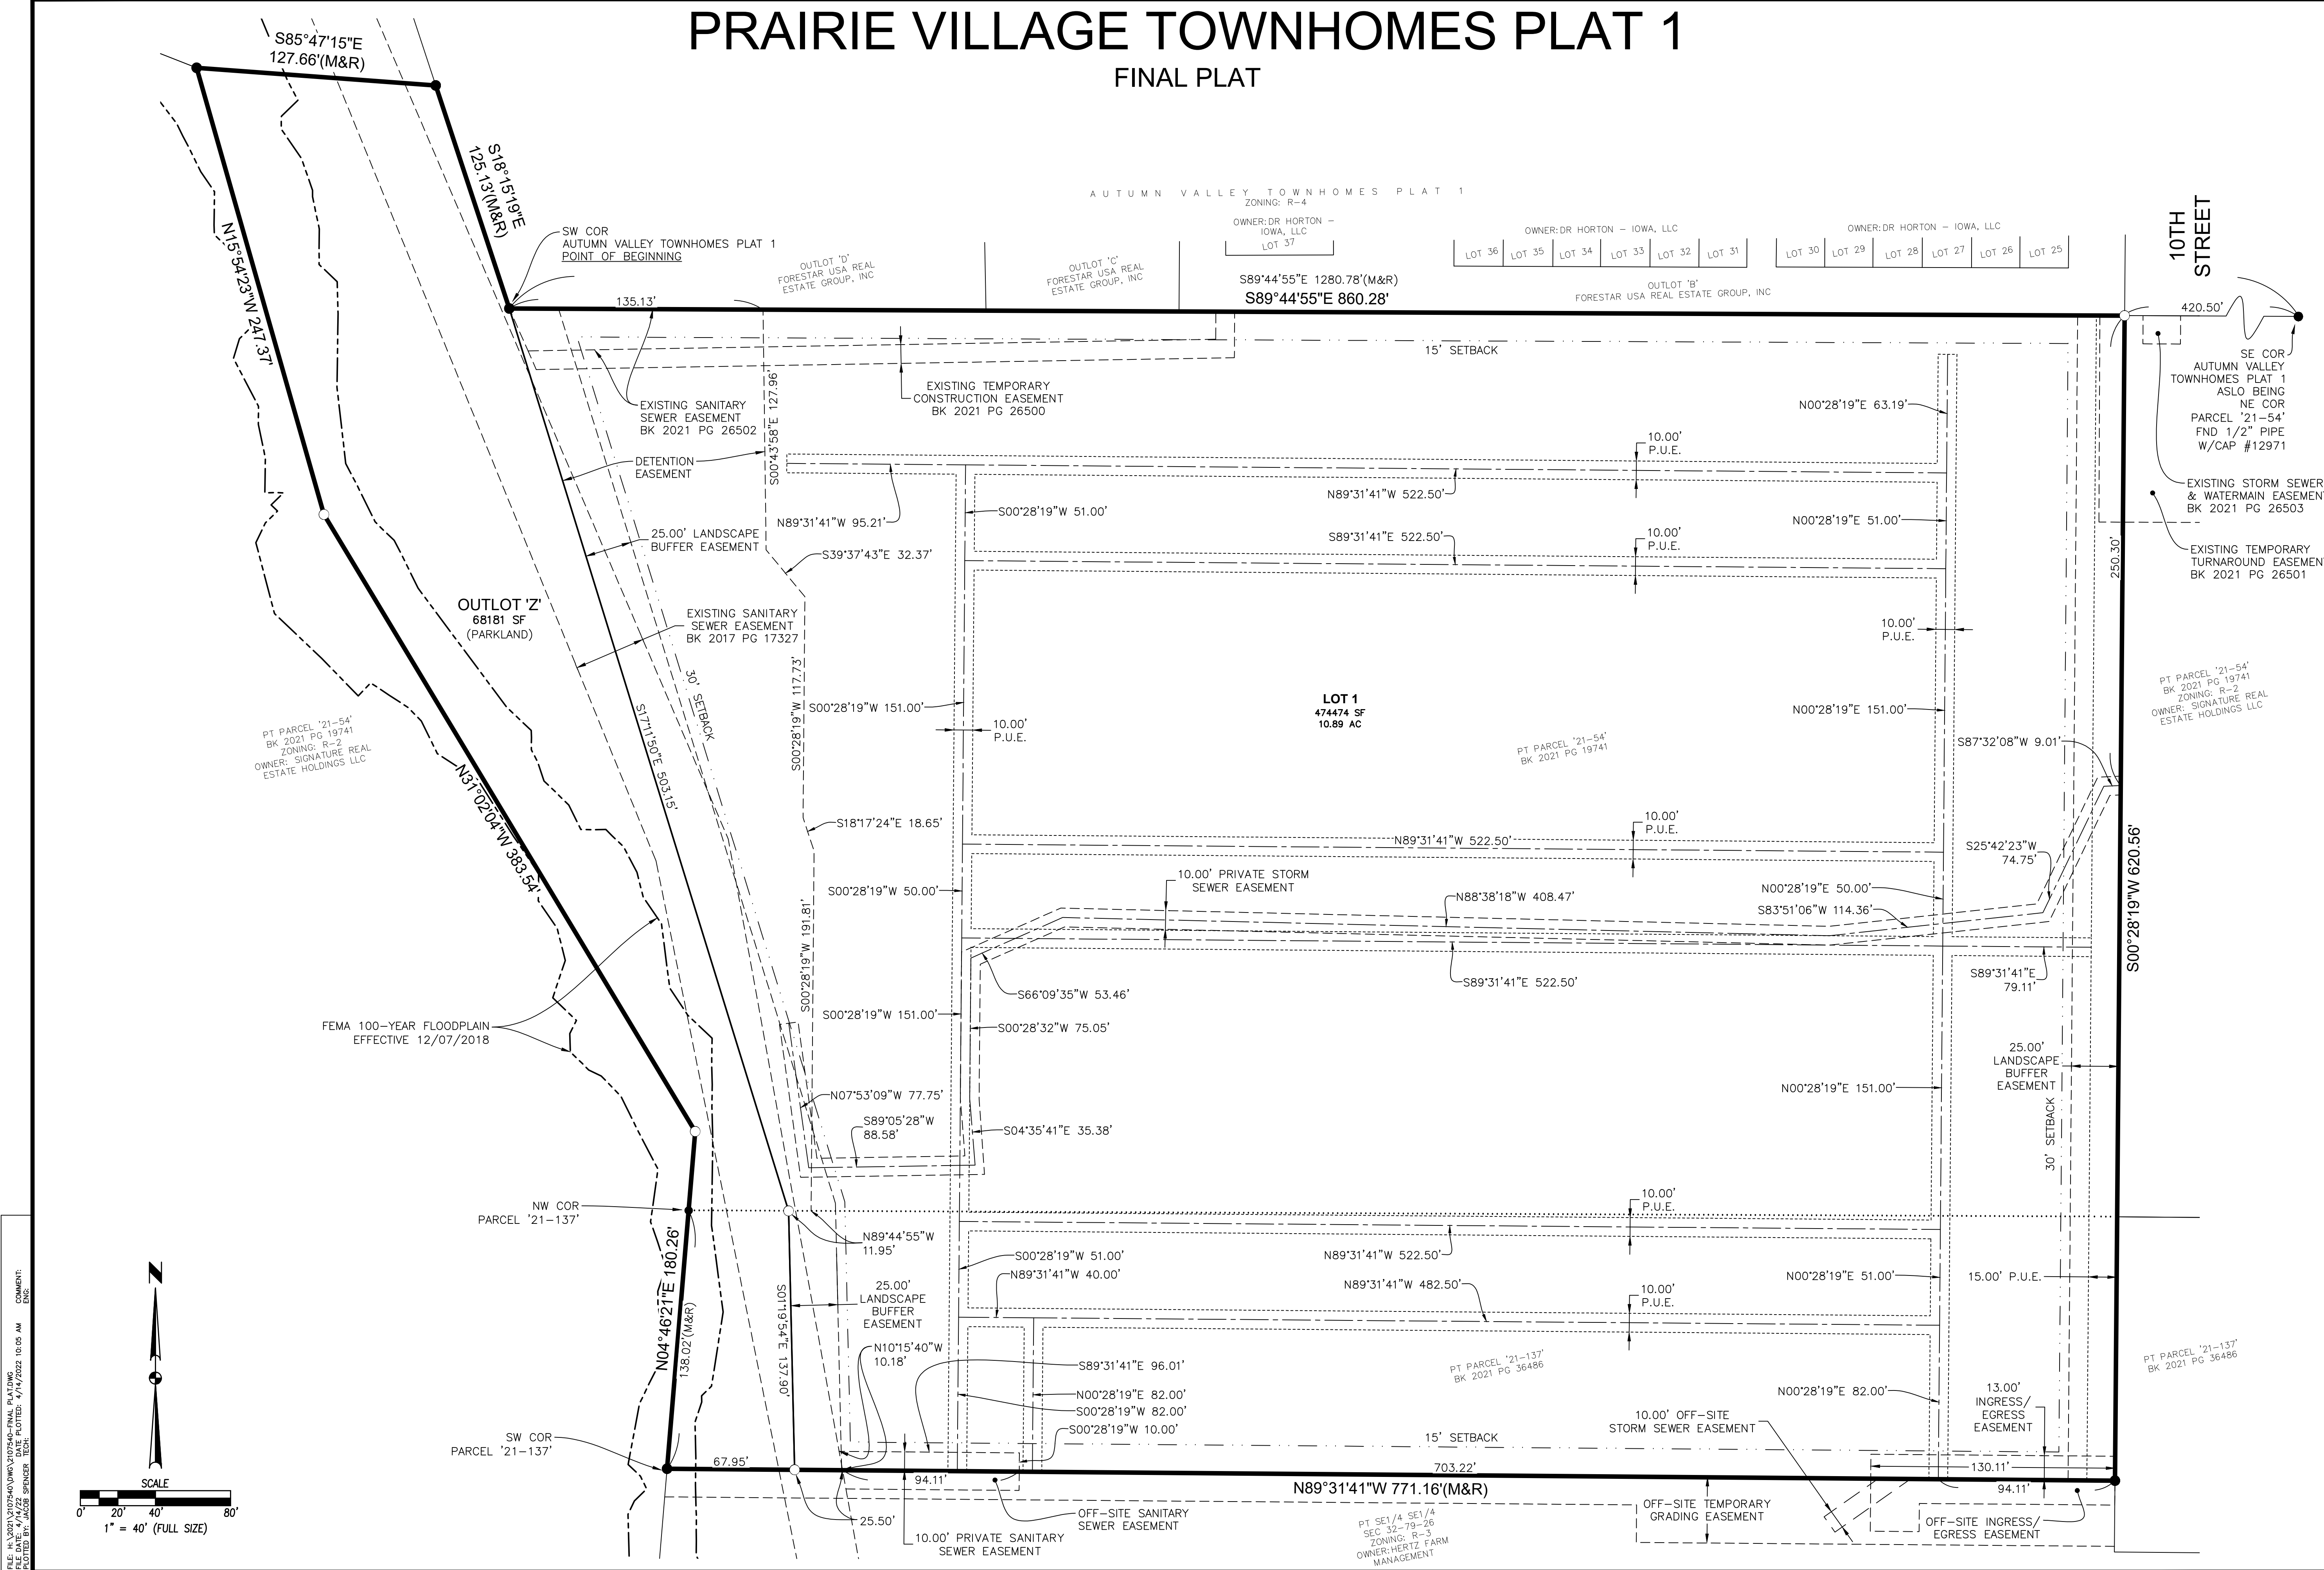 PRAIRIE VILLAGE TOWNHOMES PLAT 1
FINAL PLAT
S85°47'15"E
127.66'(M&R)
S18°15'19"E
125.13'(M&R)
N15°54'23"W 247.37'
SW COR
AUTUMN VALLEY TOWNHOMES PLAT 1
POINT OF BEGINNING
AUTUMN VALLEY TOWNHOMES PLAT 1
ZONING: R-4
OWNER: DR HORTON -
IOWA, LLC
LOT 37
OWNER: DR HORTON - IOWA, LLC
LOT 36
LOT 35
LOT 34
LOT 33
LOT 32
LOT 31
OWNER: DR HORTON - IOWA, LLC
LOT 30
LOT 29
LOT 28
LOT 27
LOT 26
LOT 25
10TH
STREET
OUTLOT 'D'
FORESTAR USA REAL
ESTATE GROUP, INC
OUTLOT 'C'
FORESTAR USA REAL
ESTATE GROUP, INC
S89°44'55"E 1280.78'(M&R)
S89°44'55"E 860.28'
OUTLOT 'B'
FORESTAR USA REAL ESTATE GROUP, INC
135.13'
420.50'
15' SETBACK
SE COR
AUTUMN VALLEY
TOWNHOMES PLAT 1
ASLO BEING
NE COR
PARCEL '21-54'
FND 1/2" PIPE
W/CAP #12971
EXISTING SANITARY
SEWER EASEMENT
BK 2021 PG 26502
EXISTING TEMPORARY
CONSTRUCTION EASEMENT
BK 2021 PG 26500
S00°43'58"E 127.96'
N00°28'19"E 63.19'
10.00'
P.U.E.
DETENTION
EASEMENT
EXISTING STORM SEWER
& WATERMAIN EASEMENT
BK 2021 PG 26503
N89°31'41"W 522.50'
S00°28'19"W 51.00'
N89°31'41"W 95.21'
N00°28'19"E 51.00'
25.00' LANDSCAPE
BUFFER EASEMENT
S39°37'43"E 32.37'
S89°31'41"E 522.50'
10.00'
P.U.E.
250.30'
EXISTING TEMPORARY
TURNAROUND EASEMENT
BK 2021 PG 26501
OUTLOT 'Z'
68181 SF
(PARKLAND)
EXISTING SANITARY
SEWER EASEMENT
BK 2017 PG 17327
10.00'
P.U.E.
30' SETBACK
S00°28'19"W 117.73'
S17°11'50"E 503.15'
S00°28'19"W 151.00'
10.00'
P.U.E.
LOT 1
474474 SF
10.89 AC
N00°28'19"E 151.00'
PT PARCEL '21-54'
BK 2021 PG 19741
ZONING: R-2
OWNER: SIGNATURE REAL
ESTATE HOLDINGS LLC
PT PARCEL '21-54'
BK 2021 PG 19741
PT PARCEL '21-54'
BK 2021 PG 19741
ZONING: R-2
OWNER: SIGNATURE REAL
ESTATE HOLDINGS LLC
S87°32'08"W 9.01'
N31°02'04"W 383.54'
S18°17'24"E 18.65'
N89°31'41"W 522.50'
10.00'
P.U.E.
S25°42'23"W
74.75'
S00°28'19"W 620.56'
S00°28'19"W 50.00'
10.00' PRIVATE STORM
SEWER EASEMENT
N88°38'18"W 408.47'
N00°28'19"E 50.00'
S83°51'06"W 114.36'
S00°28'19"W 191.81'
S66°09'35"W 53.46'
S89°31'41"E 522.50'
S89°31'41"E
79.11'
S00°28'19"W 151.00'
S00°28'32"W 75.05'
FEMA 100-YEAR FLOODPLAIN
EFFECTIVE 12/07/2018
25.00'
LANDSCAPE
BUFFER
EASEMENT
N07°53'09"W 77.75'
N00°28'19"E 151.00'
S89°05'28"W
88.58'
S04°35'41"E 35.38'
30' SETBACK
NW COR
PARCEL '21-137'
10.00'
P.U.E.
N89°44'55"W
11.95'
S00°28'19"W 51.00'
N89°31'41"W 522.50'
N89°31'41"W 40.00'
N89°31'41"W 482.50'
10.00'
P.U.E.
N00°28'19"E 51.00'
15.00' P.U.E.
N04°46'21"E 180.26'
138.02'(M&R)
S01°19'54"E 137.90'
25.00'
LANDSCAPE
BUFFER
EASEMENT
N10°15'40"W
10.18'
S89°31'41"E 96.01'
N00°28'19"E 82.00'
S00°28'19"W 82.00'
S00°28'19"W 10.00'
PT PARCEL '21-137'
BK 2021 PG 36486
PT PARCEL '21-137'
BK 2021 PG 36486
N00°28'19"E 82.00'
13.00'
INGRESS/
EGRESS
EASEMENT
10.00' OFF-SITE
STORM SEWER EASEMENT
SW COR
PARCEL '21-137'
15' SETBACK
67.95'
94.11'
703.22'
130.11'
94.11'
N89°31'41"W 771.16'(M&R)
25.50'
10.00' PRIVATE SANITARY
SEWER EASEMENT
OFF-SITE SANITARY
SEWER EASEMENT
PT SE1/4 SE1/4
SEC 32-79-26
ZONING: R-3
OWNER: HERTZ FARM
MANAGEMENT
OFF-SITE TEMPORARY
GRADING EASEMENT
OFF-SITE INGRESS/
EGRESS EASEMENT
N
SCALE
0' 20' 40' 80'
1" = 40' (FULL SIZE)
FILE: H:\2021\2107540\DWG\2107540-FINAL PLAT.DWG COMMENT:
FILE DATE: 4/14/22 DATE PLOTTED: 4/14/2022 10:05 AM ENG:
PLOTTED BY: JACOB SPENCER TECH: